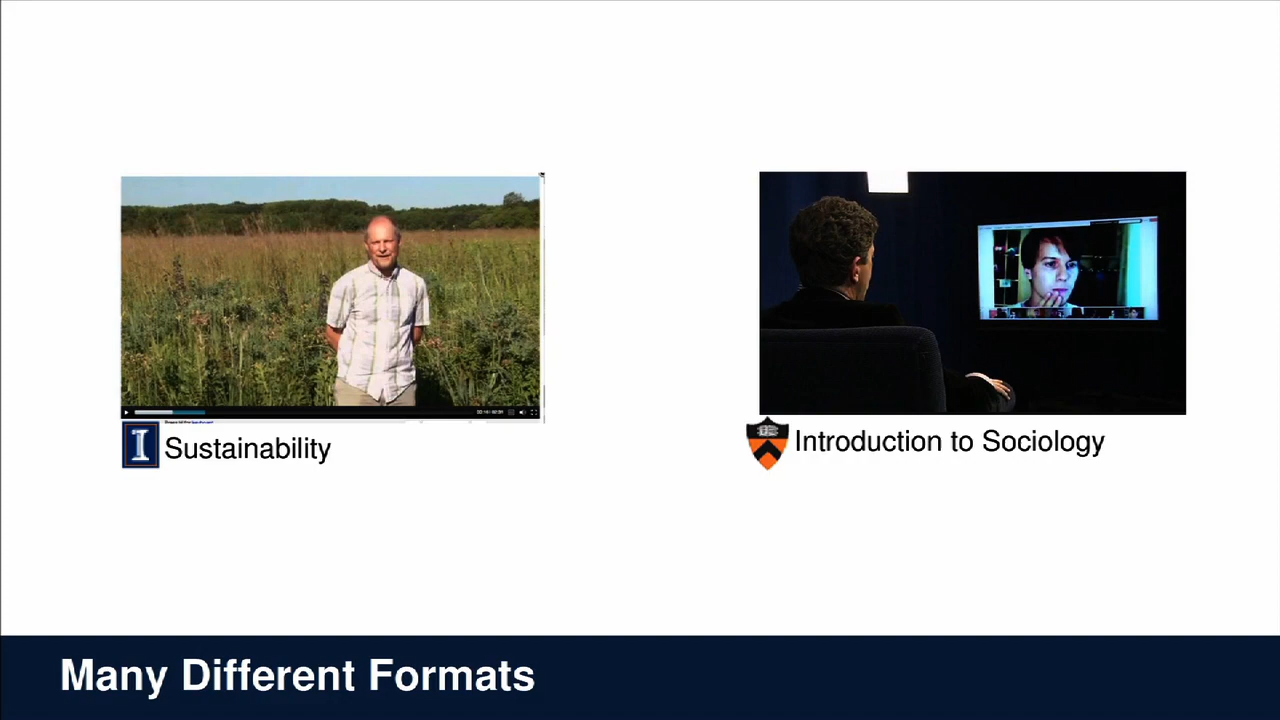 I
Sustainability
Introduction to Sociology
Many Different Formats